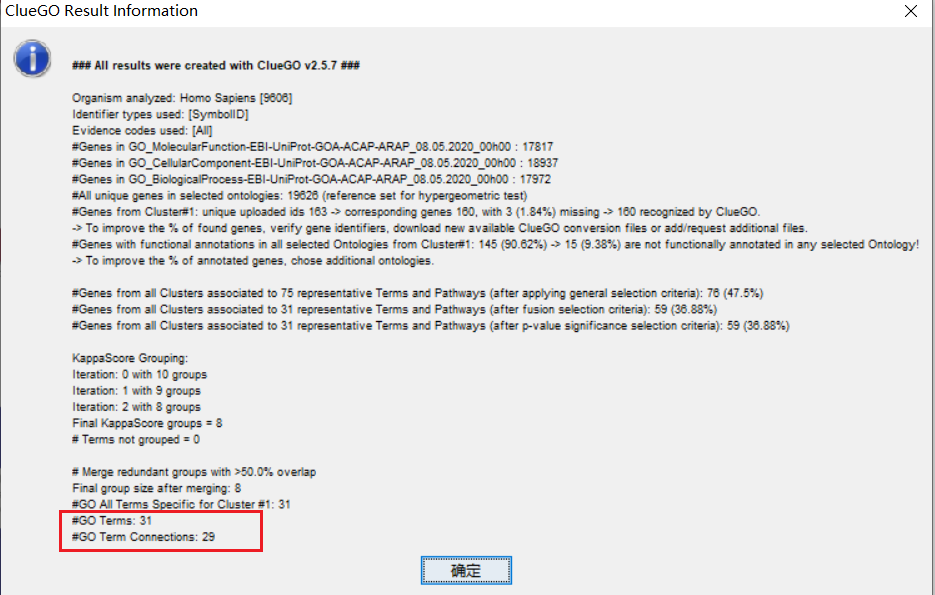 ClueGO Result Information
### All results were created with ClueGO v2.5.7 ###
Organism analyzed: Homo Sapiens [9606]
Identifier types used: [SymbolID]
Evidence codes used: [All]
#Genes in GO_MolecularFunction-EBI-UniProt-GOA-ACAP-ARAP_08.05.2020_00h00 : 17817
#Genes in GO_CellularComponent-EBI-UniProt-GOA-ACAP-ARAP_08.05.2020_00h00 : 18937
#Genes in GO_BiologicalProcess-EBI-UniProt-GOA-ACAP-ARAP_08.05.2020_00h00 : 17972
#All unique genes in selected ontologies: 19626 (reference set for hypergeometric test)
#Genes from Cluster#1: unique uploaded ids 163 -> corresponding genes 160, with 3 (1.84%) missing -> 160 recognized by ClueGO.
-> To improve the % of found genes, verify gene identifiers, download new available ClueGO conversion files or add/request additional files.
#Genes with functional annotations in all selected Ontologies from Cluster#1: 145 (90.62%) -> 15 (9.38%) are not functionally annotated in any selected Ontology!
-> To improve the % of annotated genes, chose additional ontologies.
#Genes from all Clusters associated to 75 representative Terms and Pathways (after applying general selection criteria): 76 (47.5%)
#Genes from all Clusters associated to 31 representative Terms and Pathways (after fusion selection criteria): 59 (36.88%)
#Genes from all Clusters associated to 31 representative Terms and Pathways (after p-value significance selection criteria): 59 (36.88%)
KappaScore Grouping:
Iteration: 0 with 10 groups
Iteration: 1 with 9 groups
Iteration: 2 with 8 groups
Final KappaScore groups = 8
# Terms not grouped = 0
# Merge redundant groups with >50.0% overlap
Final group size after merging: 8
#GO All Terms Specific for Cluster #1: 31
#GO Terms: 31
#GO Term Connections: 29
确定